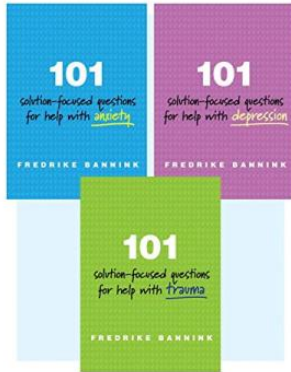 101
solution-focused questions
for help with anxiety
FREDRIKE BANNINK
101
solution-focused questions
for help with depression
FREDRIKE BANNINK
101
solution-focused questions
for help with trauma
FREDRIKE BANNINK